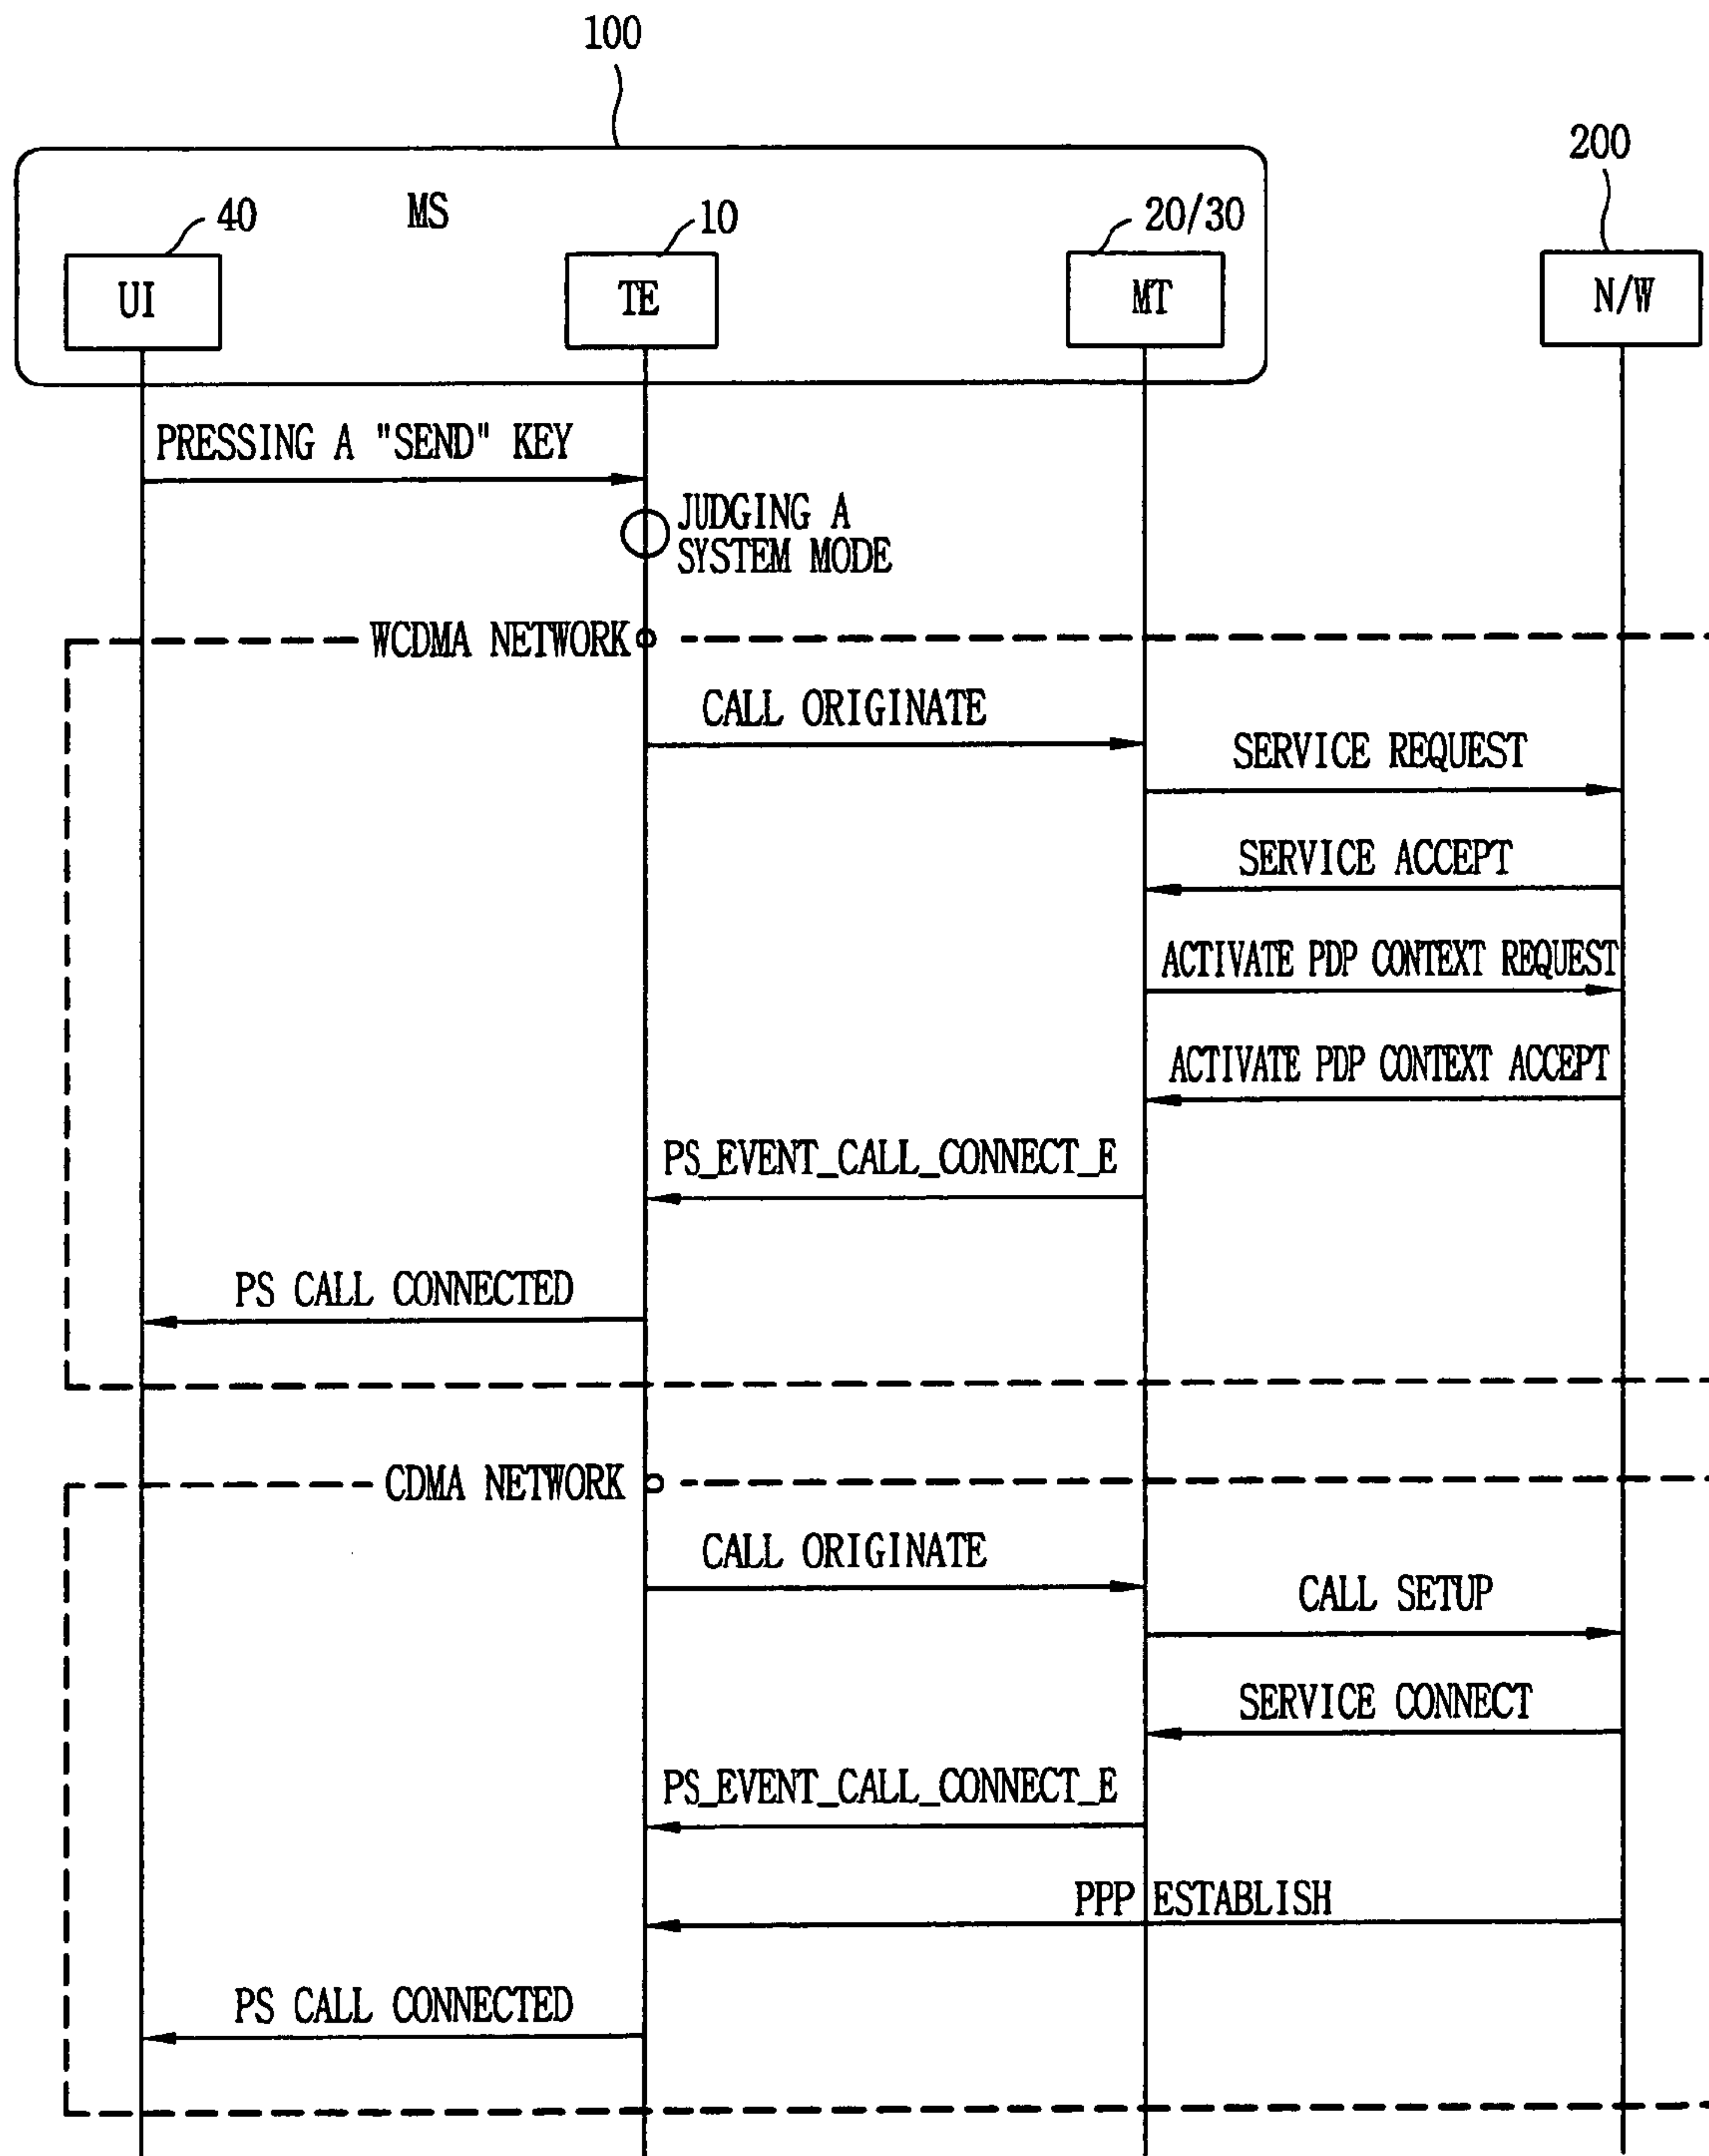 100
200
MS
40
10
20/30
UI
TE
MT
N/W
PRESSING A "SEND" KEY
JUDGING A
SYSTEM MODE
WCDMA NETWORK
CALL ORIGINATE
SERVICE REQUEST
SERVICE ACCEPT
ACTIVATE PDP CONTEXT REQUEST
ACTIVATE PDP CONTEXT ACCEPT
PS_EVENT_CALL_CONNECT_E
PS CALL CONNECTED
CDMA NETWORK
CALL ORIGINATE
CALL SETUP
SERVICE CONNECT
PS_EVENT_CALL_CONNECT_E
PPP ESTABLISH
PS CALL CONNECTED